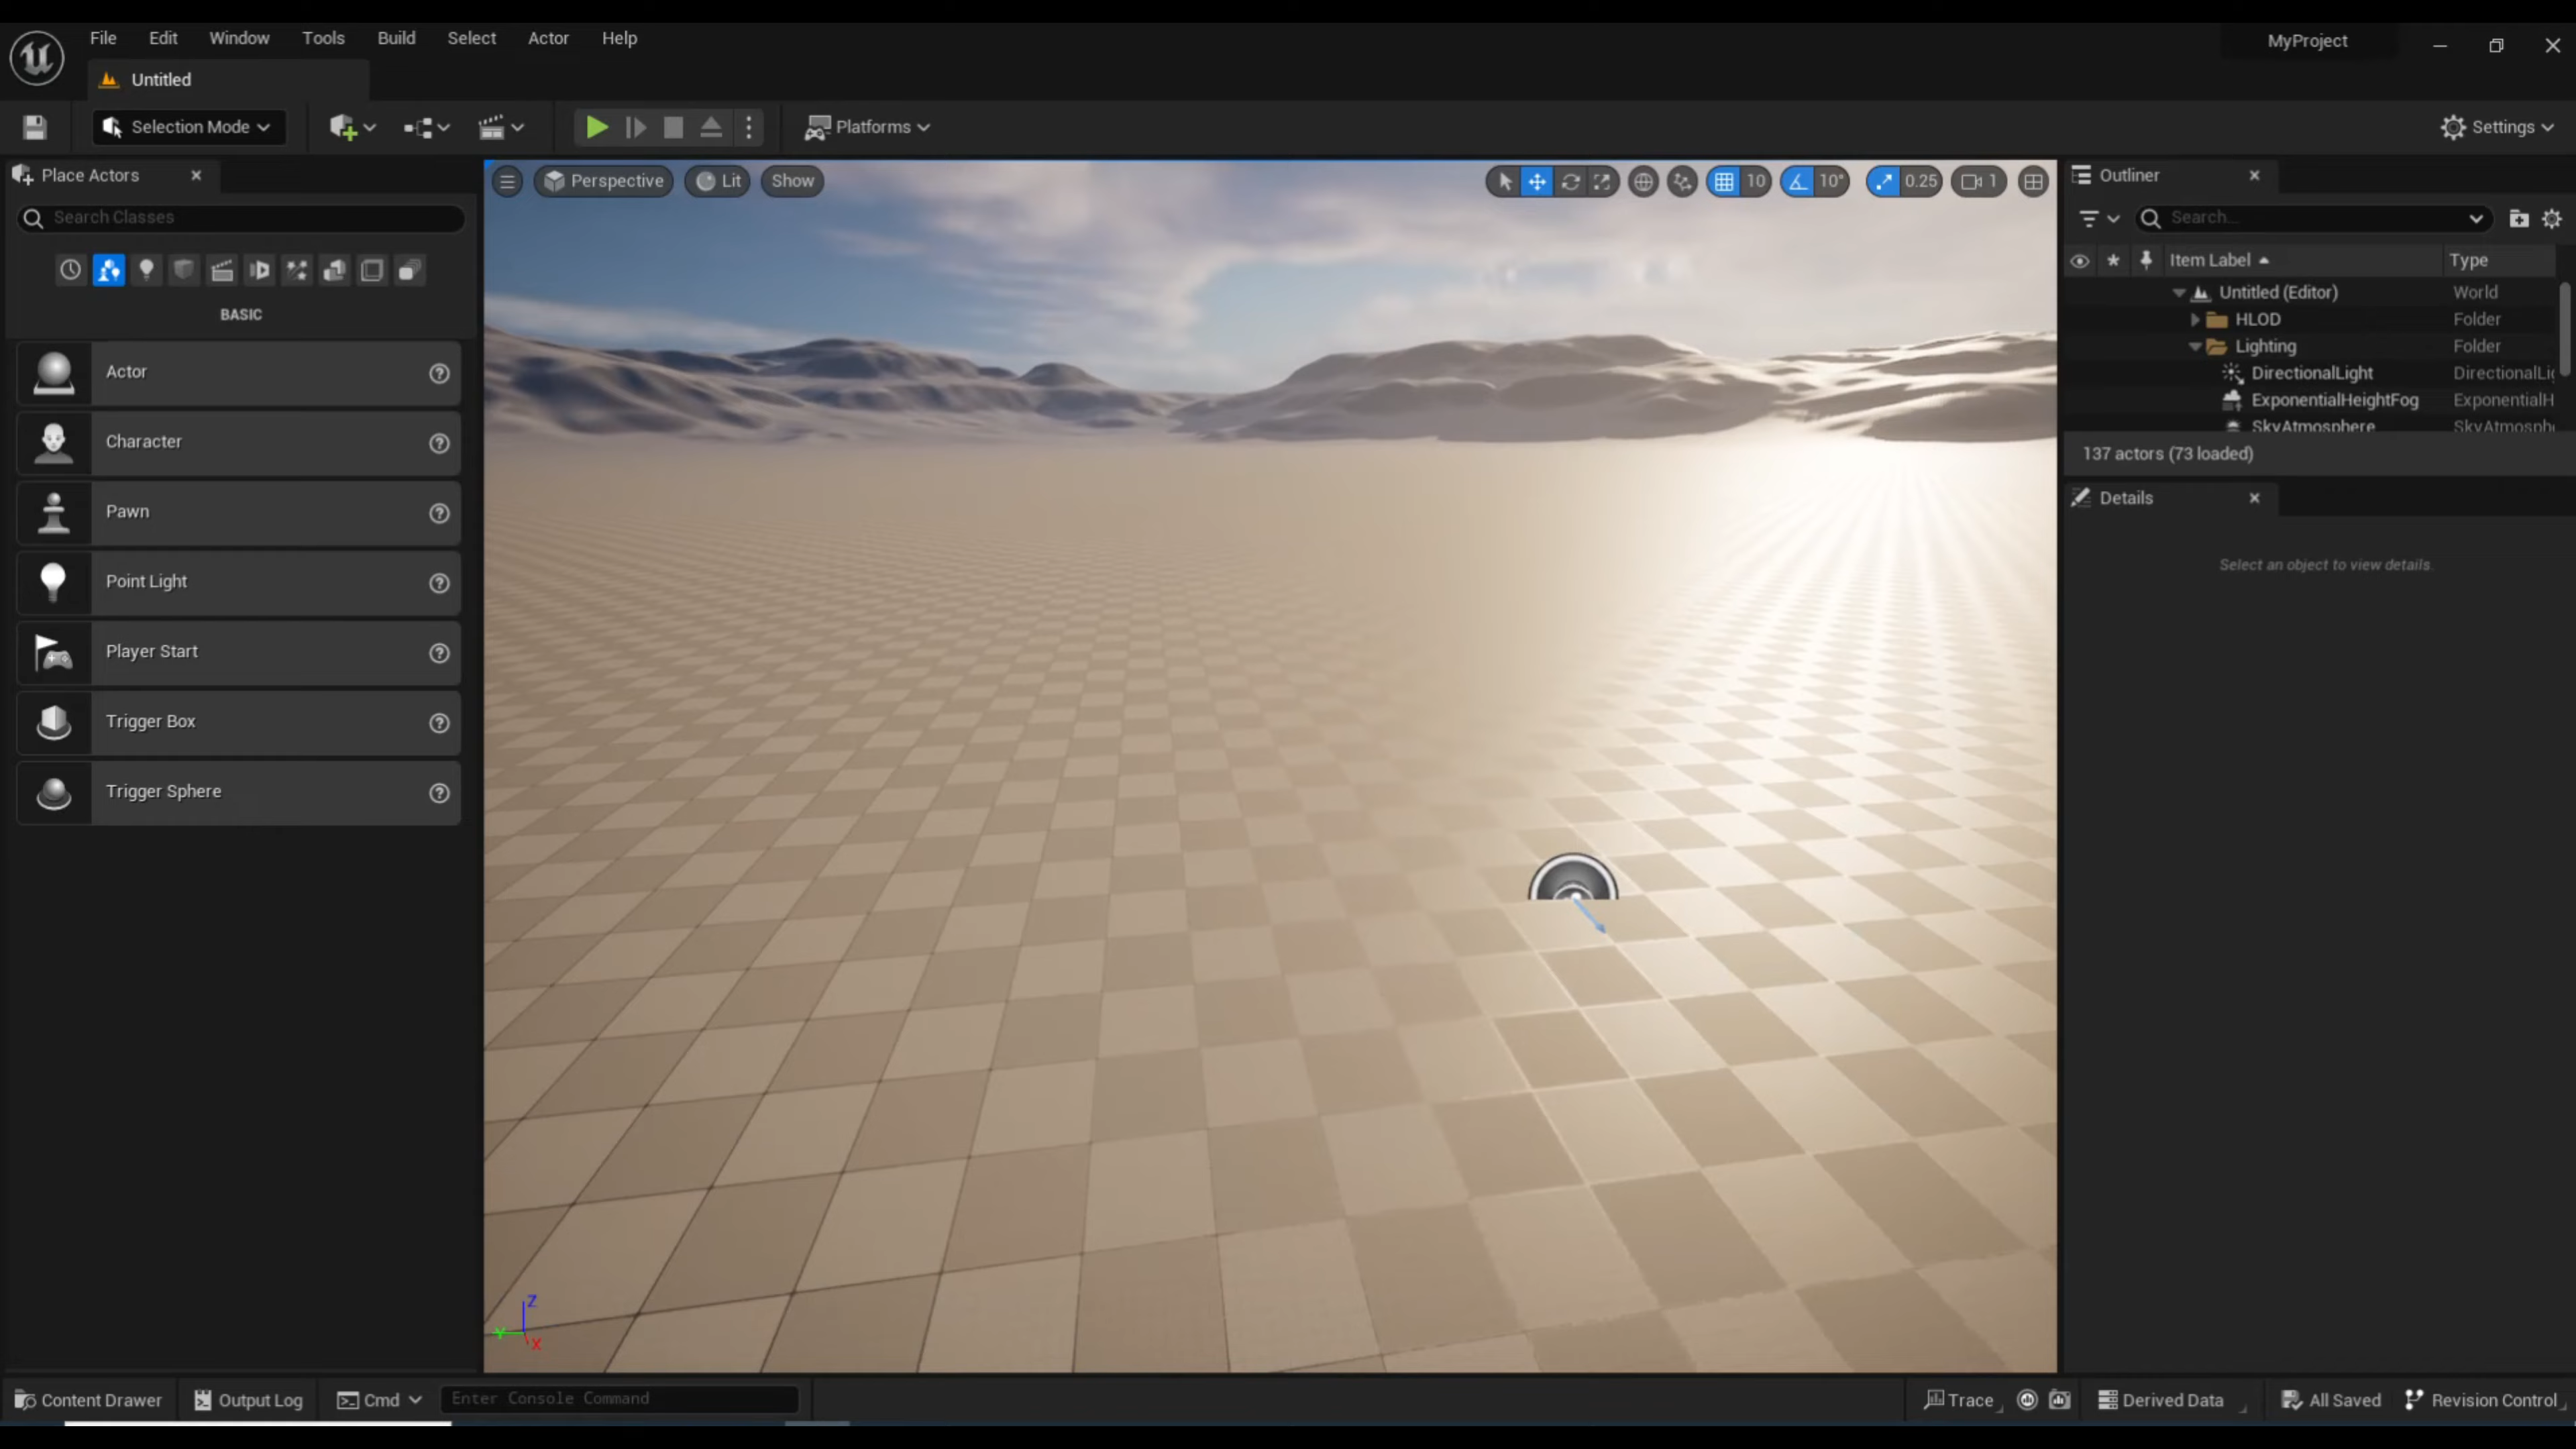 File Edit Window Tools Build Select Actor Help
MyProject
Untitled
Selection Mode
Platforms
Settings
Place Actors
Search Classes
BASIC
Actor
Character
Pawn
Point Light
Player Start
Trigger Box
Trigger Sphere
Perspective Lit Show
10 10° 0.25 1
Z
Y
X
Outliner
Search...
Item Label Type
Untitled (Editor) World
HLOD Folder
Lighting Folder
DirectionalLight DirectionalLig
ExponentialHeightFog ExponentialH
SkyAtmosphere SkyAtmosph
137 actors (73 loaded)
Details
Select an object to view details.
Content Drawer Output Log Cmd Enter Console Command
Trace Derived Data All Saved Revision Control